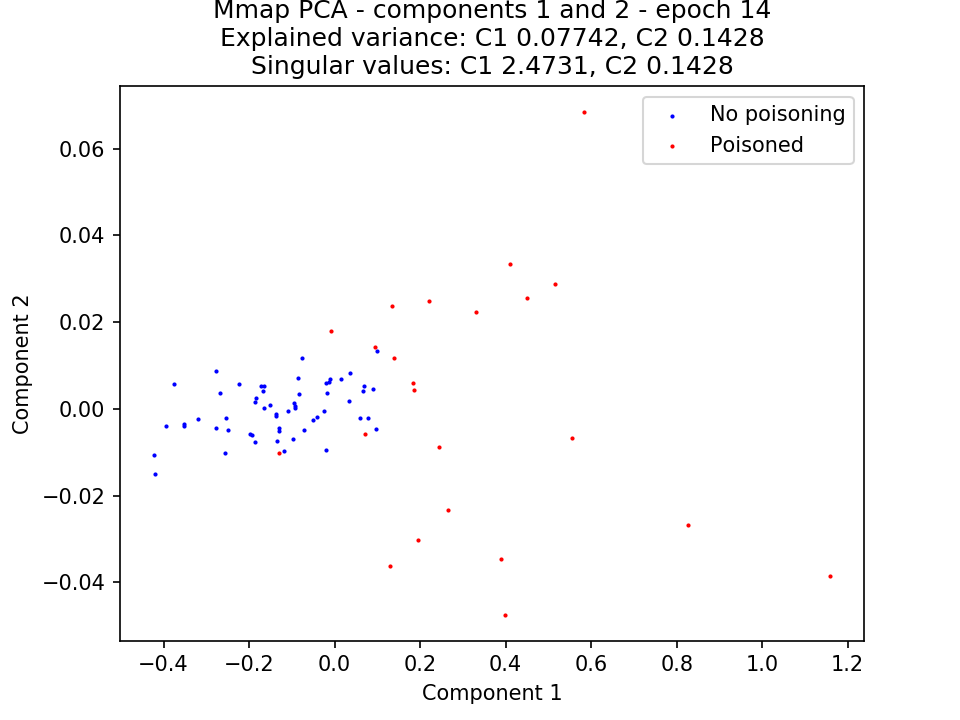 Mmap PCA - components 1 and 2 - epoch 14
Explained variance: C1 0.07742, C2 0.1428
Singular values: C1 2.4731, C2 0.1428
No poisoning
Poisoned
0.06
0.04
0.02
0.00
−0.02
−0.04
Component 2
−0.4 −0.2 0.0 0.2 0.4 0.6 0.8 1.0 1.2
Component 1